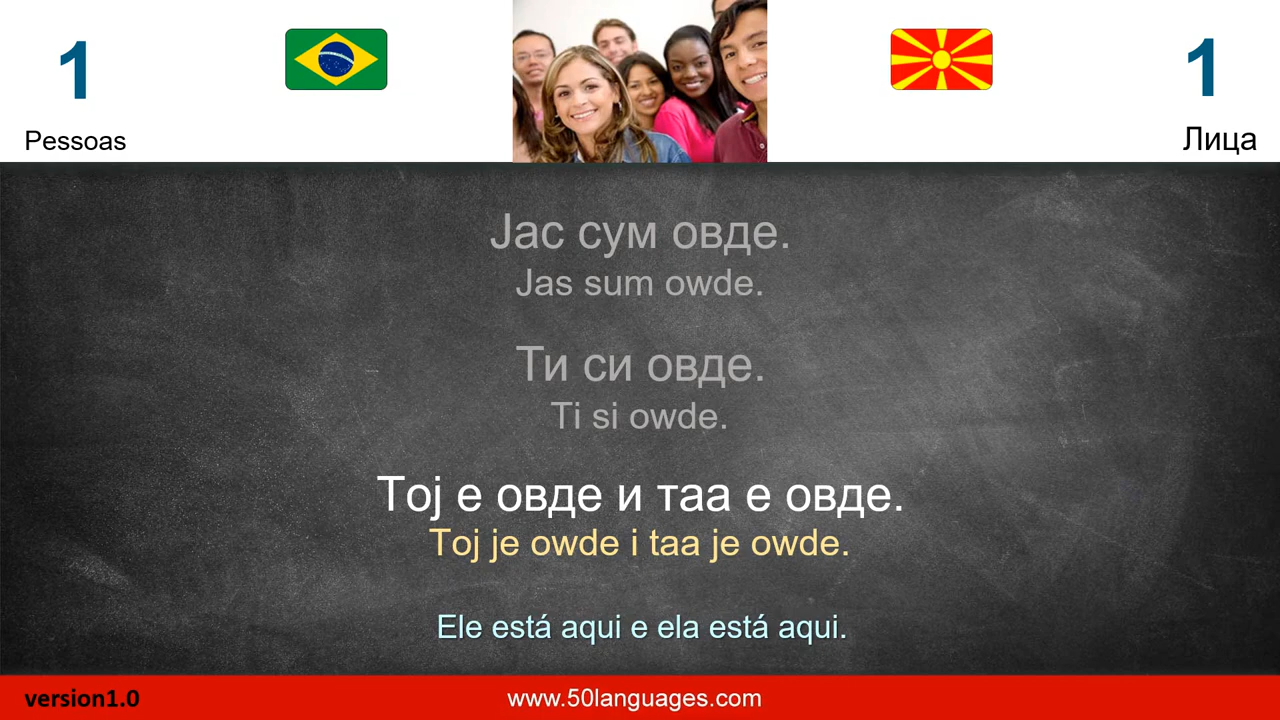 1
1
Pessoas
Лица
Јас сум овде.
Jas sum owde.
Ти си овде.
Ti si owde.
Тој е овде и таа е овде.
Toj je owde i taa je owde.
Ele está aqui e ela está aqui.
version1.0
www.50languages.com